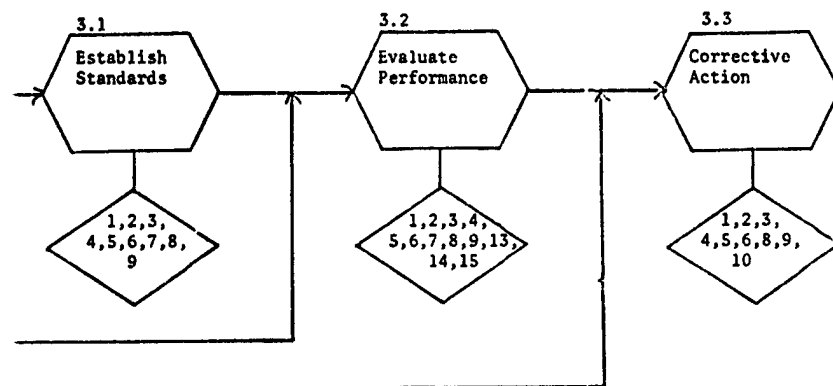 3.1
Establish
Standards
1,2,3,
4,5,6,7,8,
9
3.2
Evaluate
Performance
1,2,3,4,
5,6,7,8,9,13,
14,15
3.3
Corrective
Action
1,2,3,
4,5,6,8,9,
10